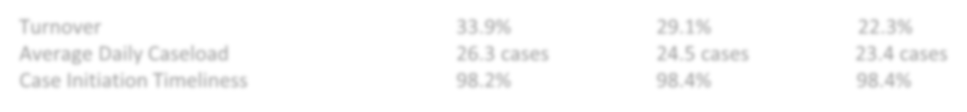 Turnover 33.9% 29.1% 22.3%
Average Daily Caseload 26.3 cases 24.5 cases 23.4 cases
Case Initiation Timeliness 98.2% 98.4% 98.4%